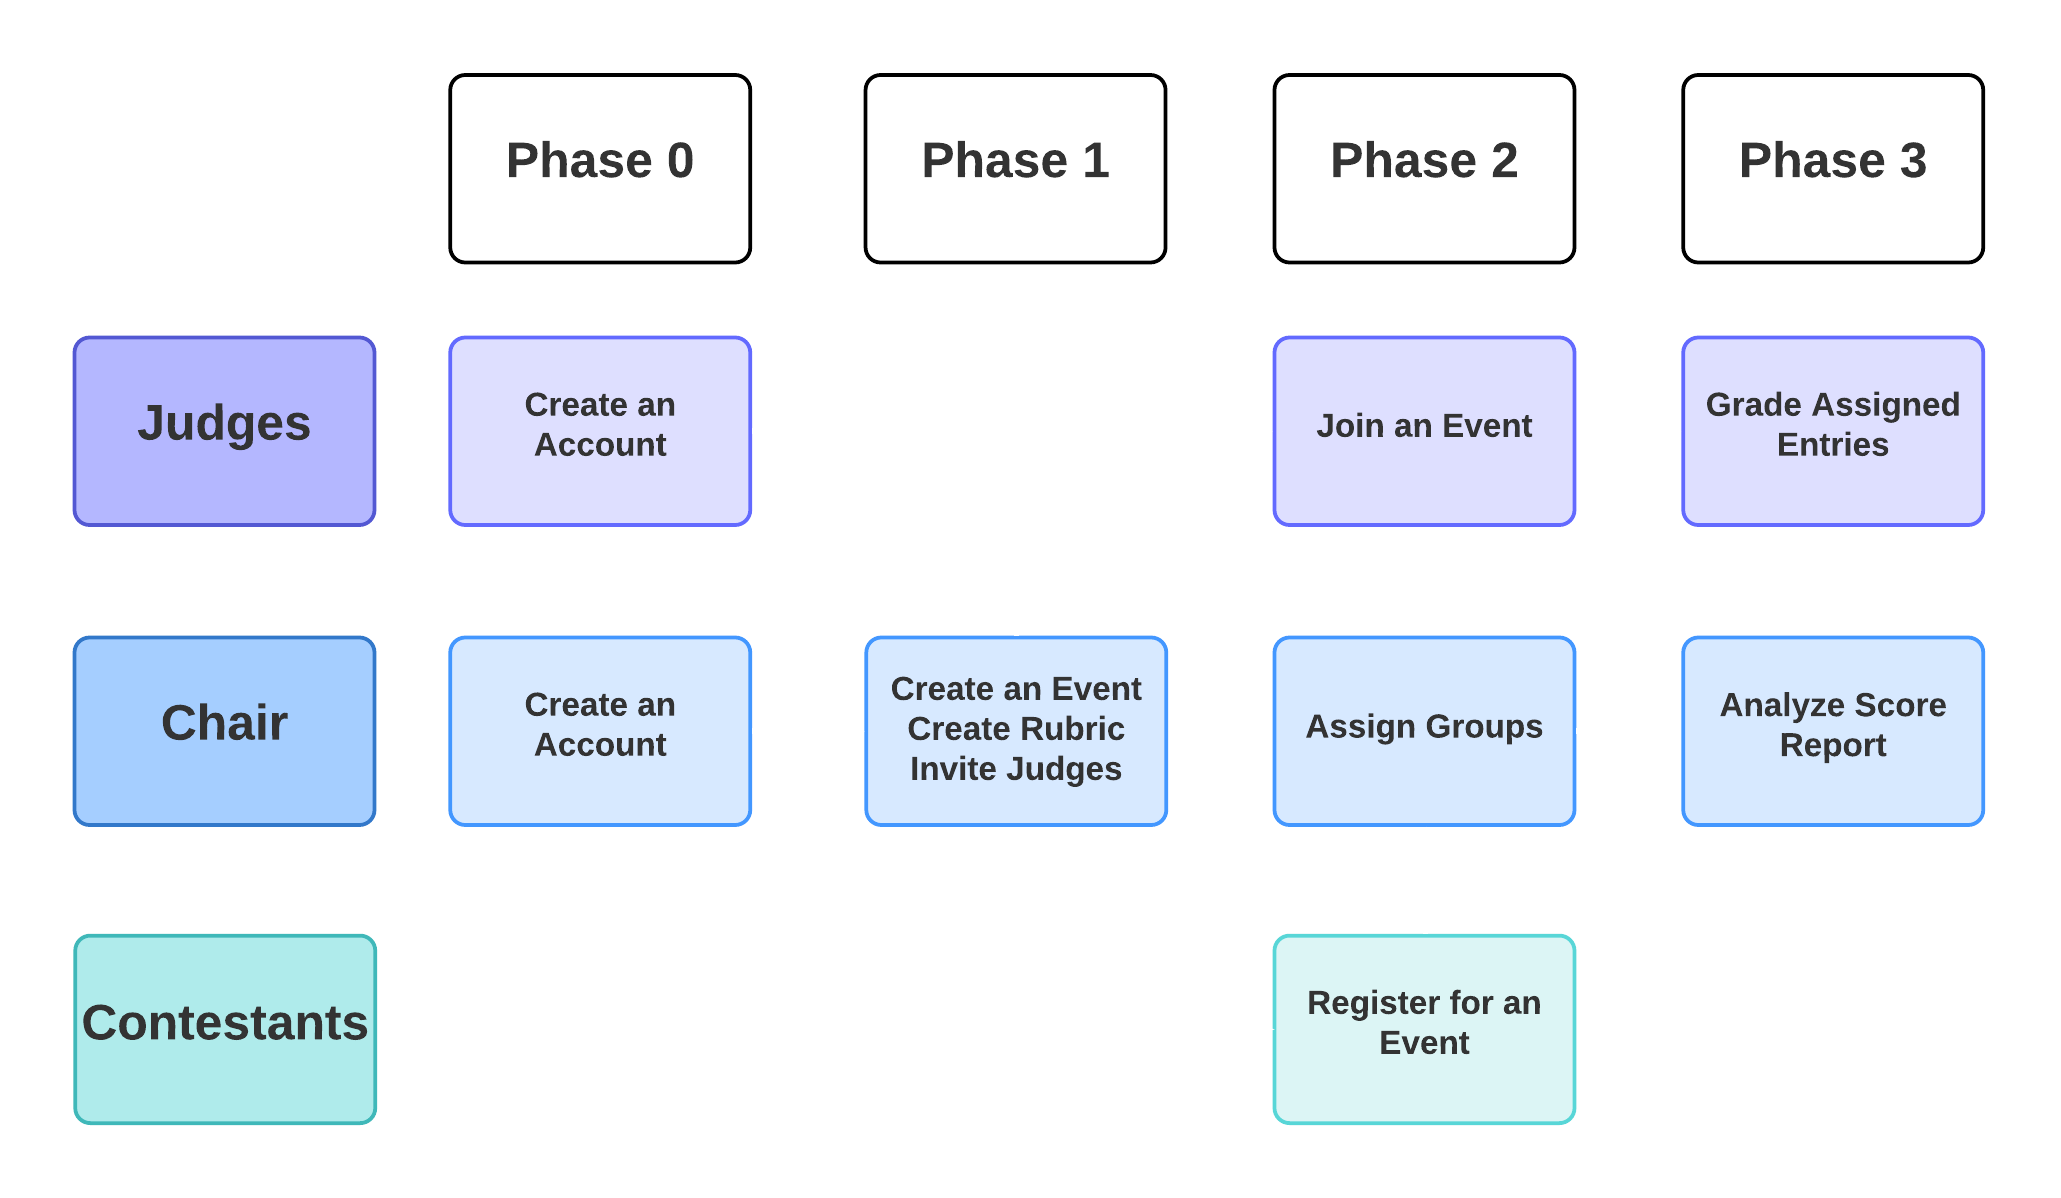 Phase 0
Phase 1
Phase 2
Phase 3
Judges
Create an
Account
Join an Event
Grade Assigned
Entries
Chair
Create an
Account
Create an Event
Create Rubric
Invite Judges
Assign Groups
Analyze Score
Report
Contestants
Register for an
Event